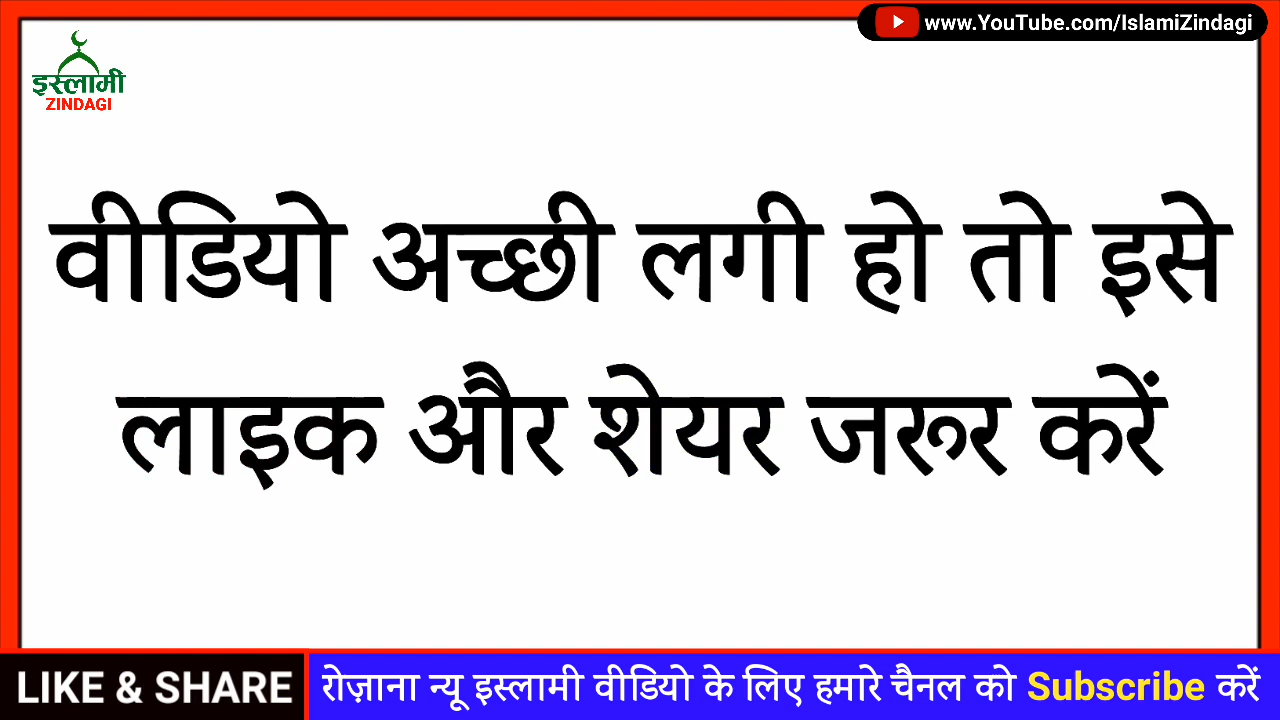 www.YouTube.com/IslamiZindagi
इस्लामी
ZINDAGI
वीडियो अच्छी लगी हो तो इसे
लाइक और शेयर जरूर करें
LIKE & SHARE
रोज़ाना न्यू इस्लामी वीडियो के लिए हमारे चैनल को Subscribe करें